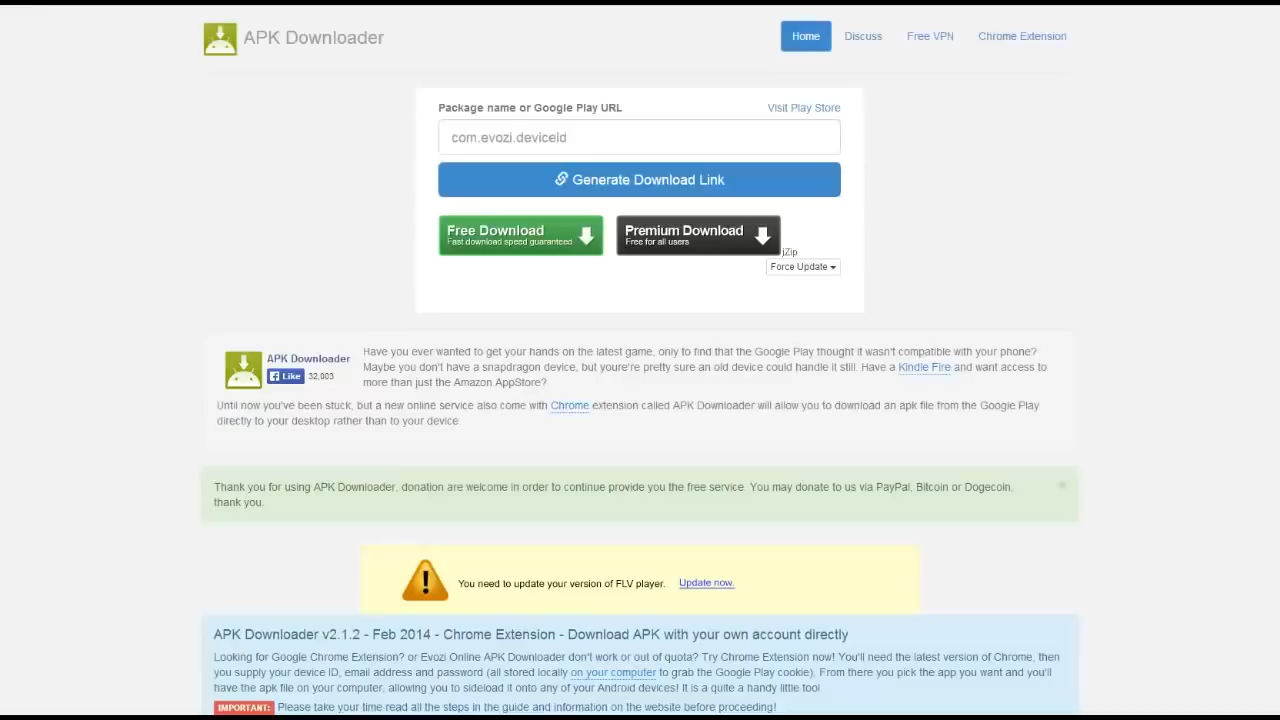 APK Downloader
Home Discuss Free VPN Chrome Extension
Package name or Google Play URL Visit Play Store
com.evozi.deviceid
Generate Download Link
Free Download
Fast download speed guaranteed
Premium Download
Free for all users
jZip
Force Update
APK Downloader
Like 32,003
Have you ever wanted to get your hands on the latest game, only to find that the Google Play thought it wasn't compatible with your phone?
Maybe you don't have a snapdragon device, but youre're pretty sure an old device could handle it still. Have a Kindle Fire and want access to
more than just the Amazon AppStore?
Until now you've been stuck, but a new online service also come with Chrome extension called APK Downloader will allow you to download an apk file from the Google Play
directly to your desktop rather than to your device.
Thank you for using APK Downloader, donation are welcome in order to continue provide you the free service. You may donate to us via PayPal, Bitcoin or Dogecoin,
thank you.
You need to update your version of FLV player. Update now.
APK Downloader v2.1.2 - Feb 2014 - Chrome Extension - Download APK with your own account directly
Looking for Google Chrome Extension? or Evozi Online APK Downloader don't work or out of quota? Try Chrome Extension now! You'll need the latest version of Chrome, then
you supply your device ID, email address and password (all stored locally on your computer to grab the Google Play cookie). From there you pick the app you want and you'll
have the apk file on your computer, allowing you to sideload it onto any of your Android devices! It is a quite a handy little tool.
IMPORTANT: Please take your time read all the steps in the guide and information on the website before proceeding!